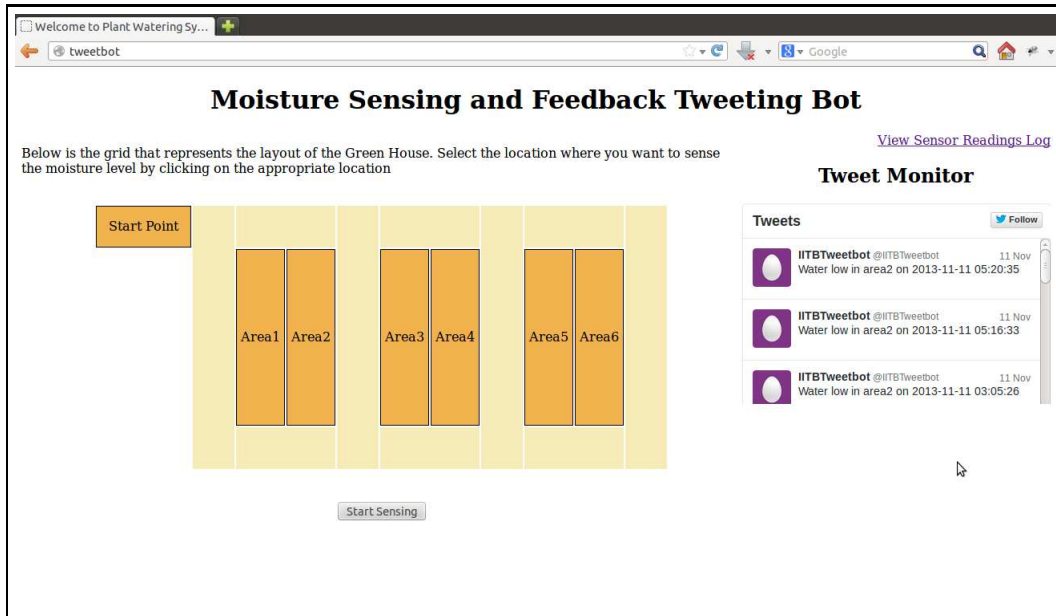 Welcome to Plant Watering Sy...
tweetbot
Google
Moisture Sensing and Feedback Tweeting Bot
View Sensor Readings Log
Below is the grid that represents the layout of the Green House. Select the location where you want to sense
the moisture level by clicking on the appropriate location
Tweet Monitor
Start Point
Area1
Area2
Area3
Area4
Area5
Area6
Start Sensing
Tweets
Follow
IITBTweetbot @IITBTweetbot 11 Nov
Water low in area2 on 2013-11-11 05:20:35
IITBTweetbot @IITBTweetbot 11 Nov
Water low in area2 on 2013-11-11 05:16:33
IITBTweetbot @IITBTweetbot 11 Nov
Water low in area2 on 2013-11-11 03:05:26